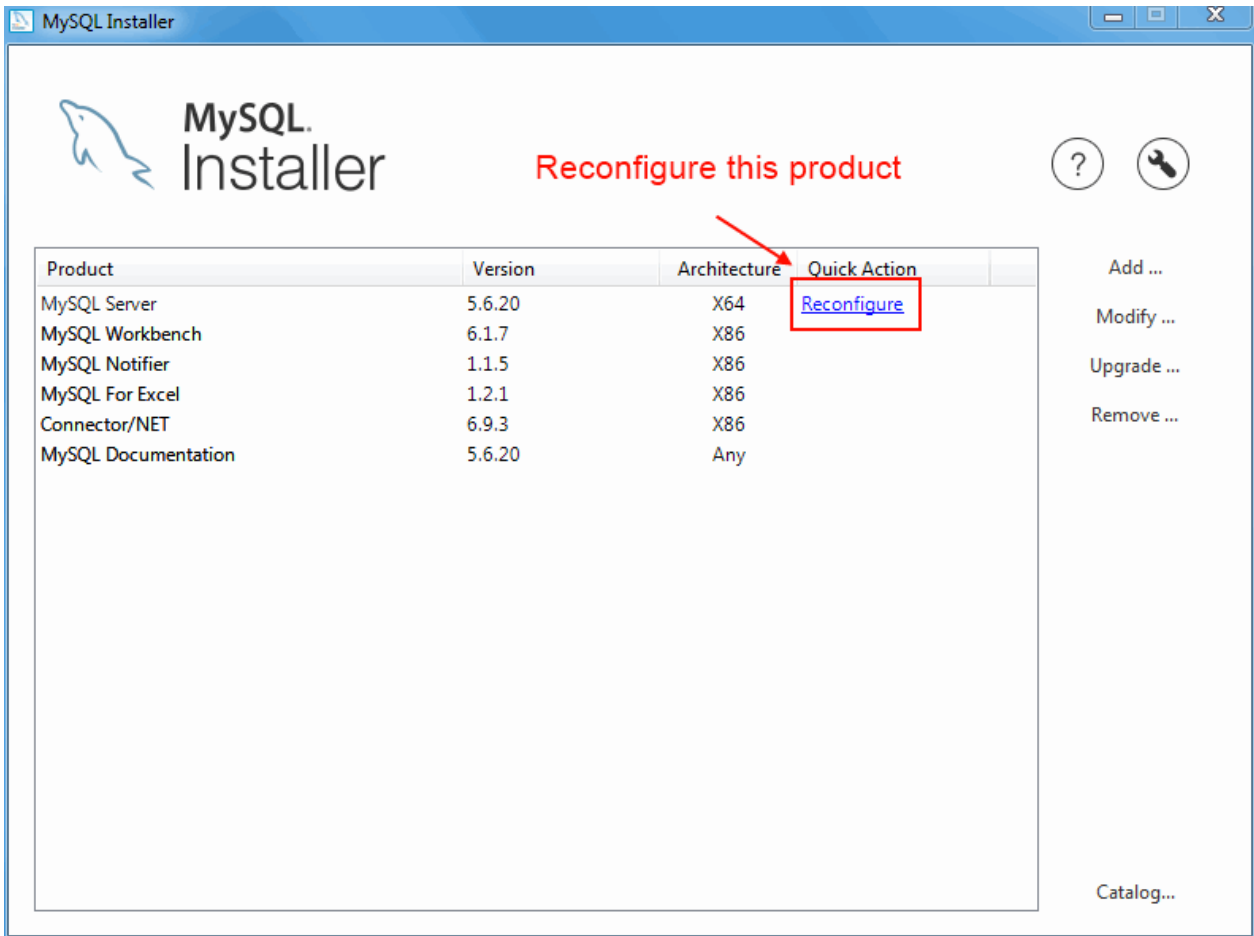 MySQL Installer
MySQL.
Installer
Reconfigure this product
?
Product Version Architecture Quick Action
MySQL Server 5.6.20 X64 Reconfigure
MySQL Workbench 6.1.7 X86
MySQL Notifier 1.1.5 X86
MySQL For Excel 1.2.1 X86
Connector/NET 6.9.3 X86
MySQL Documentation 5.6.20 Any
Add ...
Modify ...
Upgrade ...
Remove ...
Catalog...